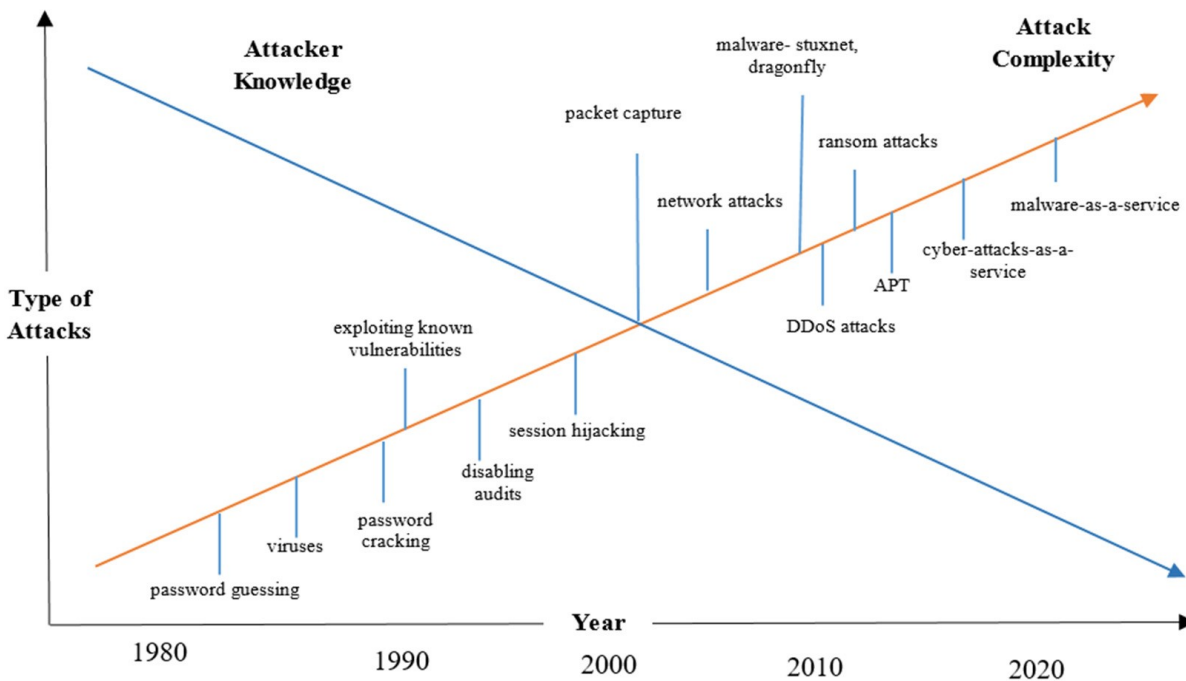 Attacker
Knowledge
malware- stuxnet,
dragonfly
Attack
Complexity
packet capture
ransom attacks
network attacks
malware-as-a-service
cyber-attacks-as-a-
service
APT
DDoS attacks
Type of
Attacks
exploiting known
vulnerabilities
session hijacking
disabling
audits
password
cracking
viruses
password guessing
Year
1980
1990
2000
2010
2020